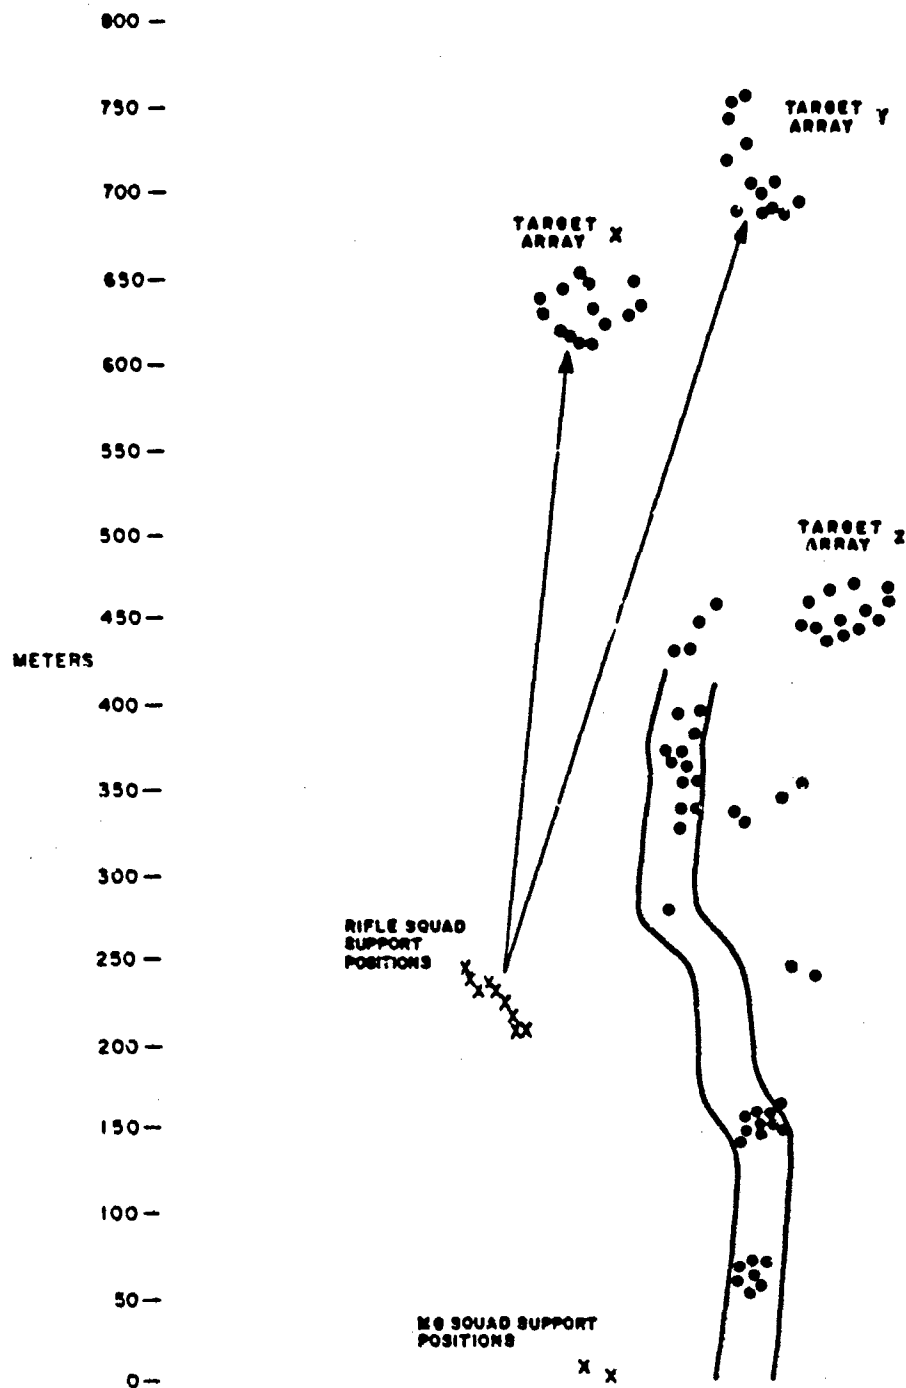 800
750
TARGET Y
ARRAY
700
TARGET X
ARRAY
650
600
550
500
TARGET Z
ARRAY
450
METERS
400
350
300
RIFLE SQUAD
SUPPORT
POSITIONS
250
200
150
100
50
MG SQUAD SUPPORT
POSITIONS
0